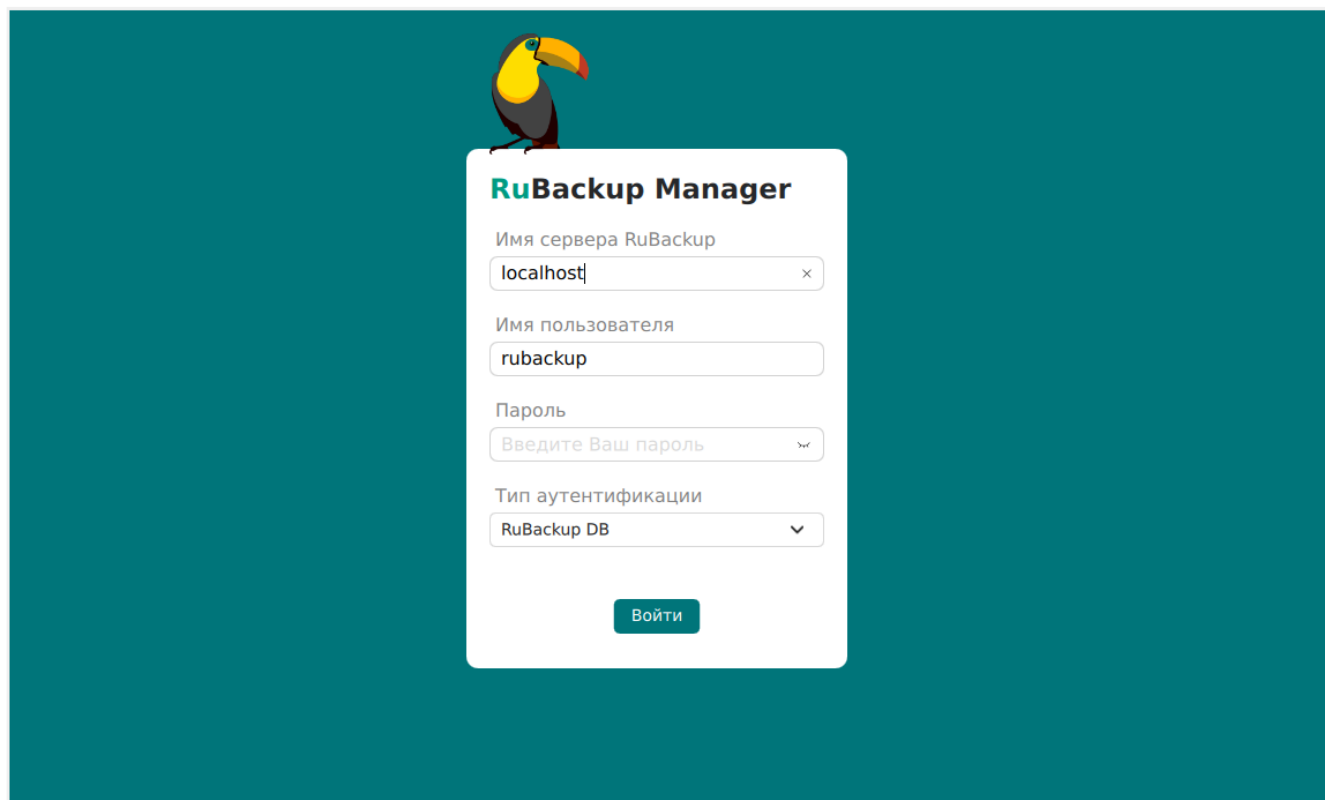 RuBackup Manager
Имя сервера RuBackup
localhost
Имя пользователя
rubackup
Пароль
Введите Ваш пароль
Тип аутентификации
RuBackup DB
Войти